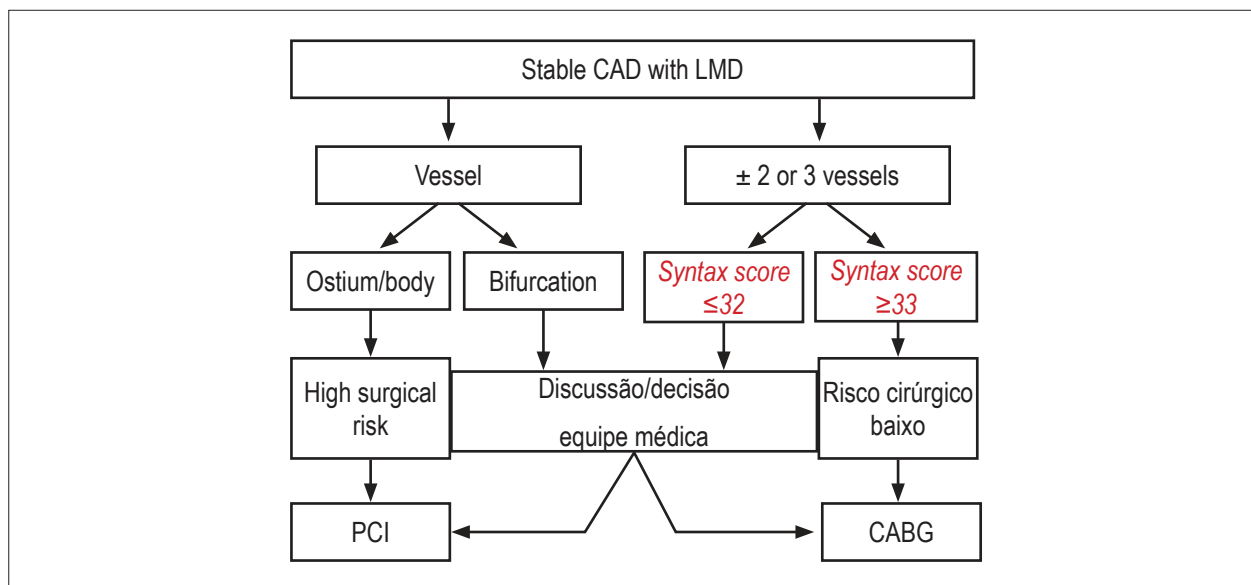 Stable CAD with LMD
Vessel
± 2 or 3 vessels
Ostium/body
Bifurcation
Syntax score
≤32
Syntax score
≥33
High surgical
risk
Discussão/decisão
equipe médica
Risco cirúrgico
baixo
PCI
CABG